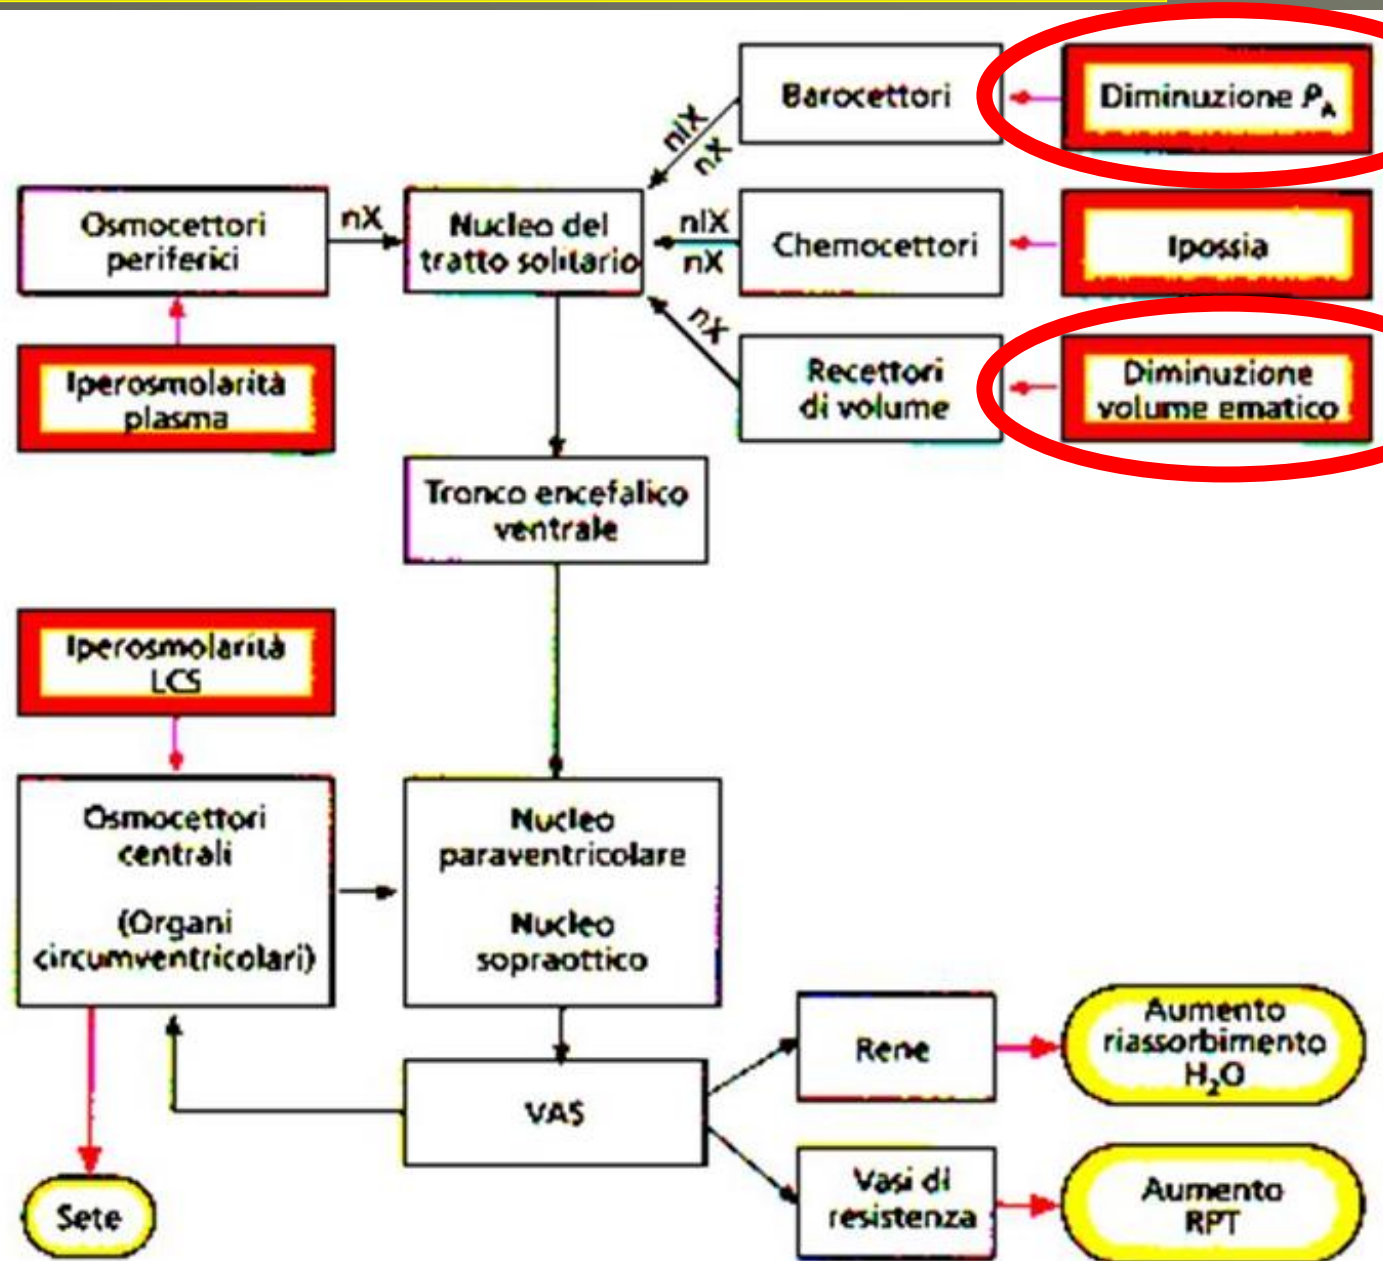 Barocettori
Diminuzione PA
nIX
nX
Osmocettori
periferici
nX
Nucleo del
tratto solitario
nIX
nX
Chemocettori
Ipossia
nX
Iperosmolarità
plasma
Recettori
di volume
Diminuzione
volume ematico
Tronco encefalico
ventrale
Iperosmolarità
LCS
Osmocettori
centrali
(Organi
circumventricolari)
Nucleo
paraventricolare
Nucleo
sopraottico
VAS
Rene
Aumento
riassorbimento
H₂O
Sete
Vasi di
resistenza
Aumento
RPT